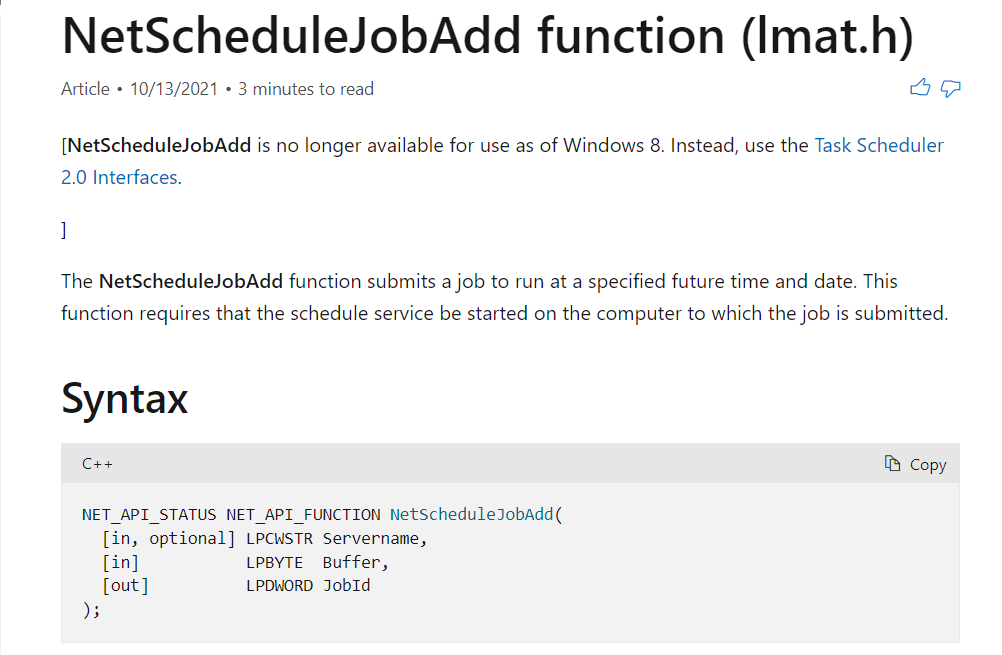 NetScheduleJobAdd function (lmat.h)
Article • 10/13/2021 • 3 minutes to read
[NetScheduleJobAdd is no longer available for use as of Windows 8. Instead, use the Task Scheduler
2.0 Interfaces.
]
The NetScheduleJobAdd function submits a job to run at a specified future time and date. This
function requires that the schedule service be started on the computer to which the job is submitted.
Syntax
C++ Copy
NET_API_STATUS NET_API_FUNCTION NetScheduleJobAdd(
  [in, optional] LPCWSTR Servername,
  [in]           LPBYTE  Buffer,
  [out]          LPDWORD JobId
);